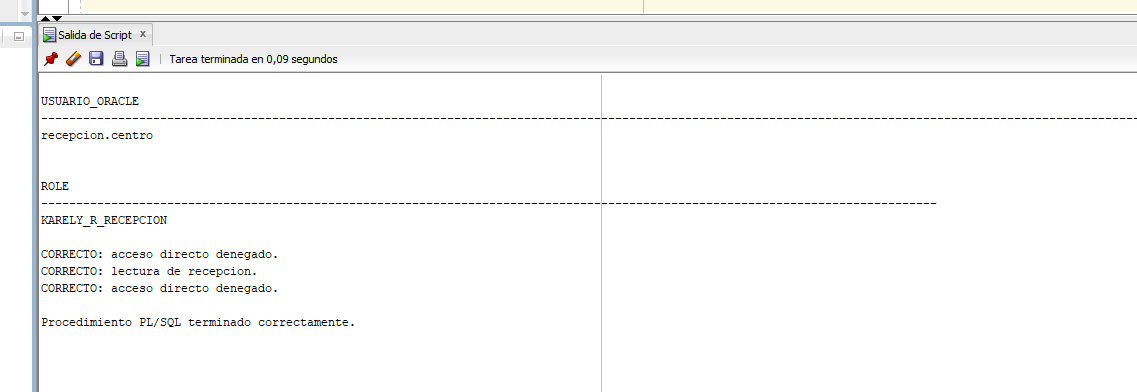 Salida de Script x
Tarea terminada en 0,09 segundos
USUARIO_ORACLE
recepcion.centro
ROLE
KARELY_R_RECEPCION
CORRECTO: acceso directo denegado.
CORRECTO: lectura de recepcion.
CORRECTO: acceso directo denegado.
Procedimiento PL/SQL terminado correctamente.